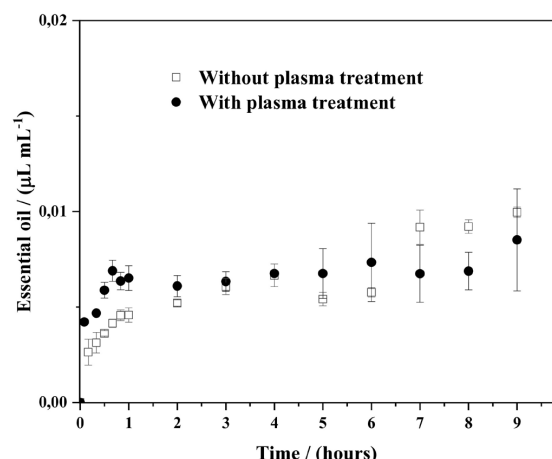 0,02
Without plasma treatment
With plasma treatment
Essential oil / (µL mL⁻¹)
0,01
0,00
0 1 2 3 4 5 6 7 8 9
Time / (hours)